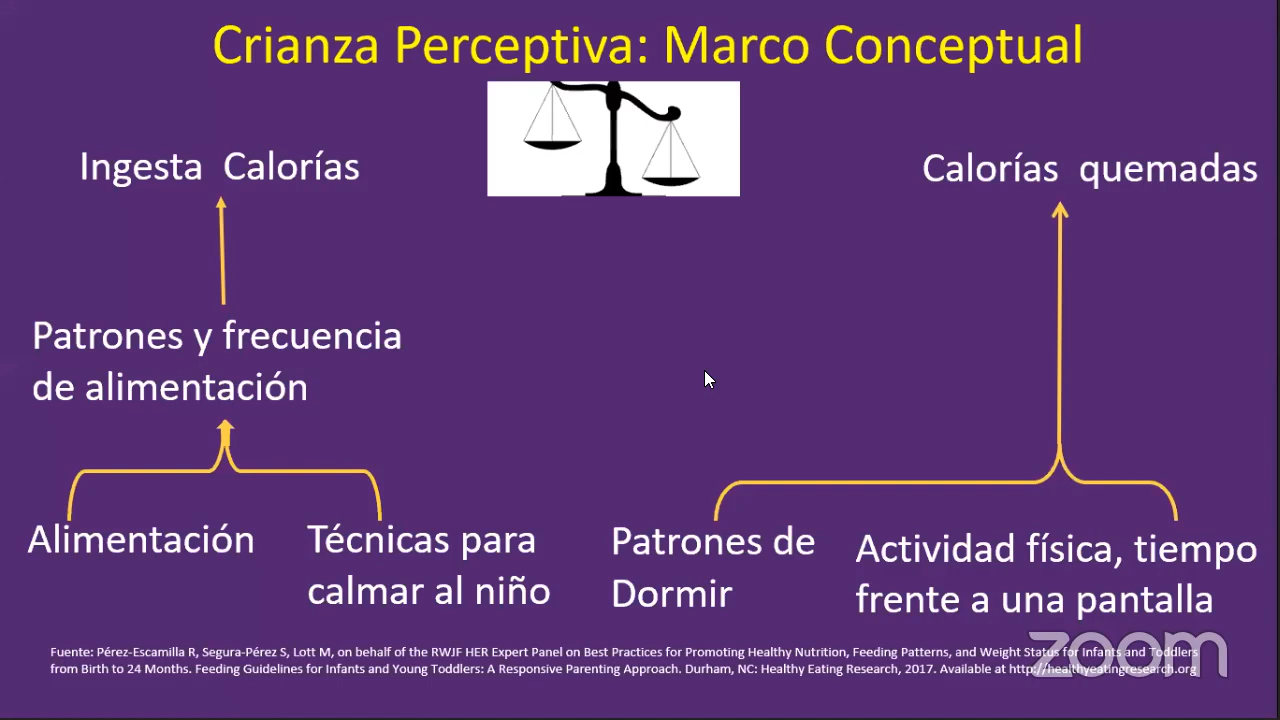 Crianza Perceptiva: Marco Conceptual
Ingesta Calorías
Calorías quemadas
Patrones y frecuencia
de alimentación
Alimentación
Técnicas para
calmar al niño
Patrones de
Dormir
Actividad física, tiempo
frente a una pantalla
Fuente: Pérez-Escamilla R, Segura-Pérez S, Lott M, on behalf of the RWJF HER Expert Panel on Best Practices for Promoting Healthy Nutrition, Feeding Patterns, and Weight Status for Infants and Toddlers
from Birth to 24 Months. Feeding Guidelines for Infants and Young Toddlers: A Responsive Parenting Approach. Durham, NC: Healthy Eating Research, 2017. Available at http://healthyeatingresearch.org
zoom